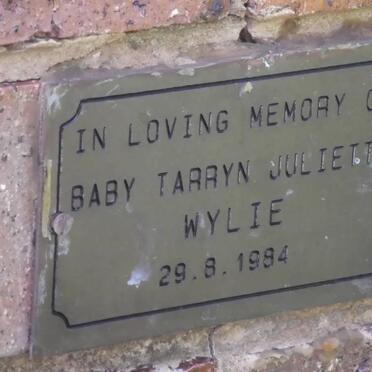 IN LOVING MEMORY
BABY TARRYN JULIETT
WYLIE
29.8.1984